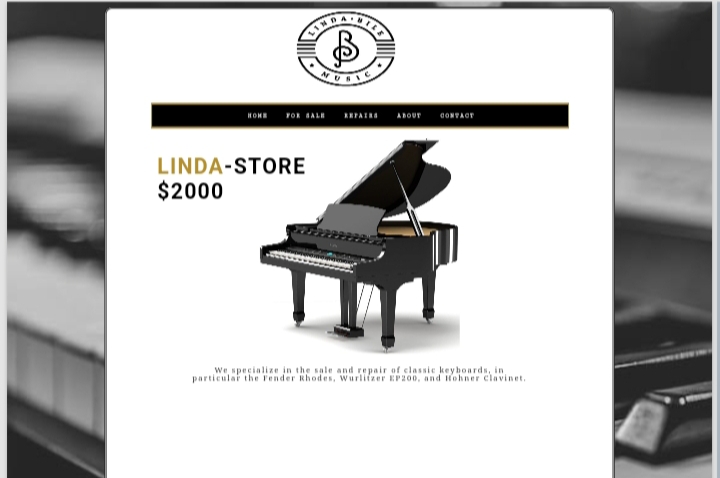 LINDA·BILE
MUSIC
HOME FOR SALE REPAIRS ABOUT CONTACT
LINDA-STORE
$2000
We specialize in the sale and repair of classic keyboards, in
particular the Fender Rhodes, Wurlitzer EP200, and Hohner Clavinet.